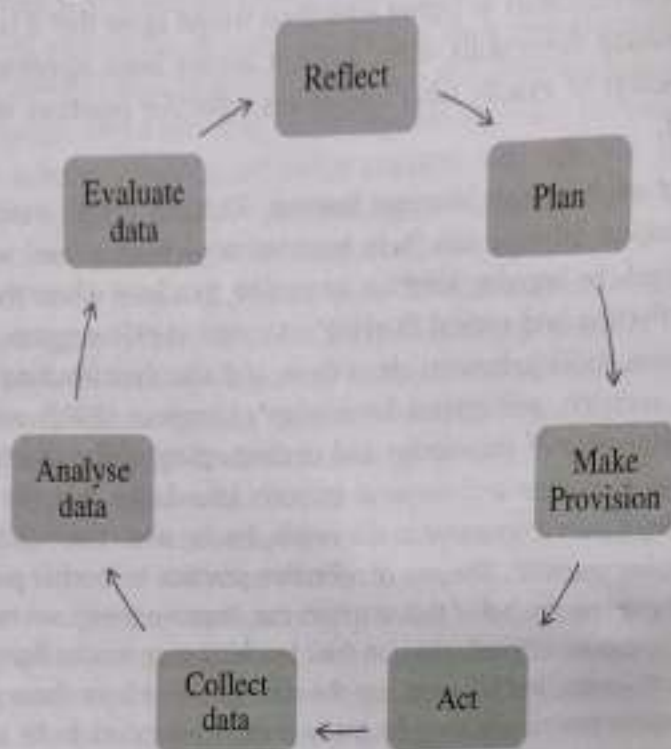 Reflect
Plan
Make
Provision
Act
Collect
data
Analyse
data
Evaluate
data